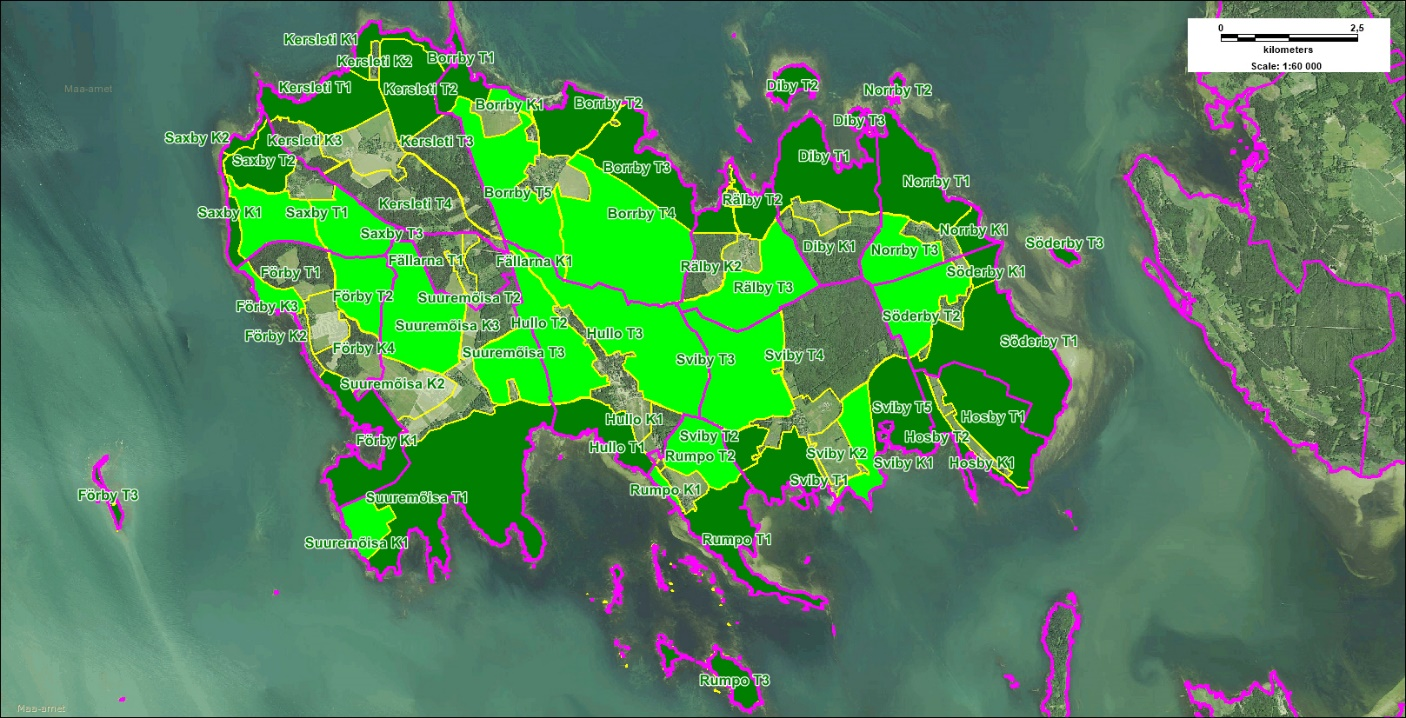 0 2,5
kilometers
Scale: 1:60 000
Maa-amet
Kersleti K1
Kersleti K2
Borrby T1
Kersleti T1
Kersleti T2
Diby T2
Norrby T2
Borrby K1
Borrby T2
Diby T3
Saxby K2
Kersleti K3
Kersleti T3
Saxby T2
Diby T1
Borrby T3
Norrby T1
Borrby T5
Kersleti T4
Rälby T2
Saxby K1
Saxby T1
Borrby T4
Saxby T3
Norrby K1
Söderby T3
Diby K1
Norrby T3
Fällarna T1
Fällarna K1
Rälby K2
Förby T1
Söderby K1
Rälby T3
Förby T2
Suuremõisa T2
Förby K3
Söderby T2
Suuremõisa K3
Hullo T2
Förby K2
Hullo T3
Söderby T1
Förby K4
Suuremõisa T3
Sviby T3
Sviby T4
Suuremõisa K2
Sviby T5
Hosby T1
Hullo K1
Förby K1
Sviby T2
Hosby T2
Hullo T1
Rumpo T2
Sviby K2
Sviby K1
Hosby K1
Sviby T1
Rumpo K1
Förby T3
Suuremõisa T1
Suuremõisa K1
Rumpo T1
Rumpo T3
Maa-amet